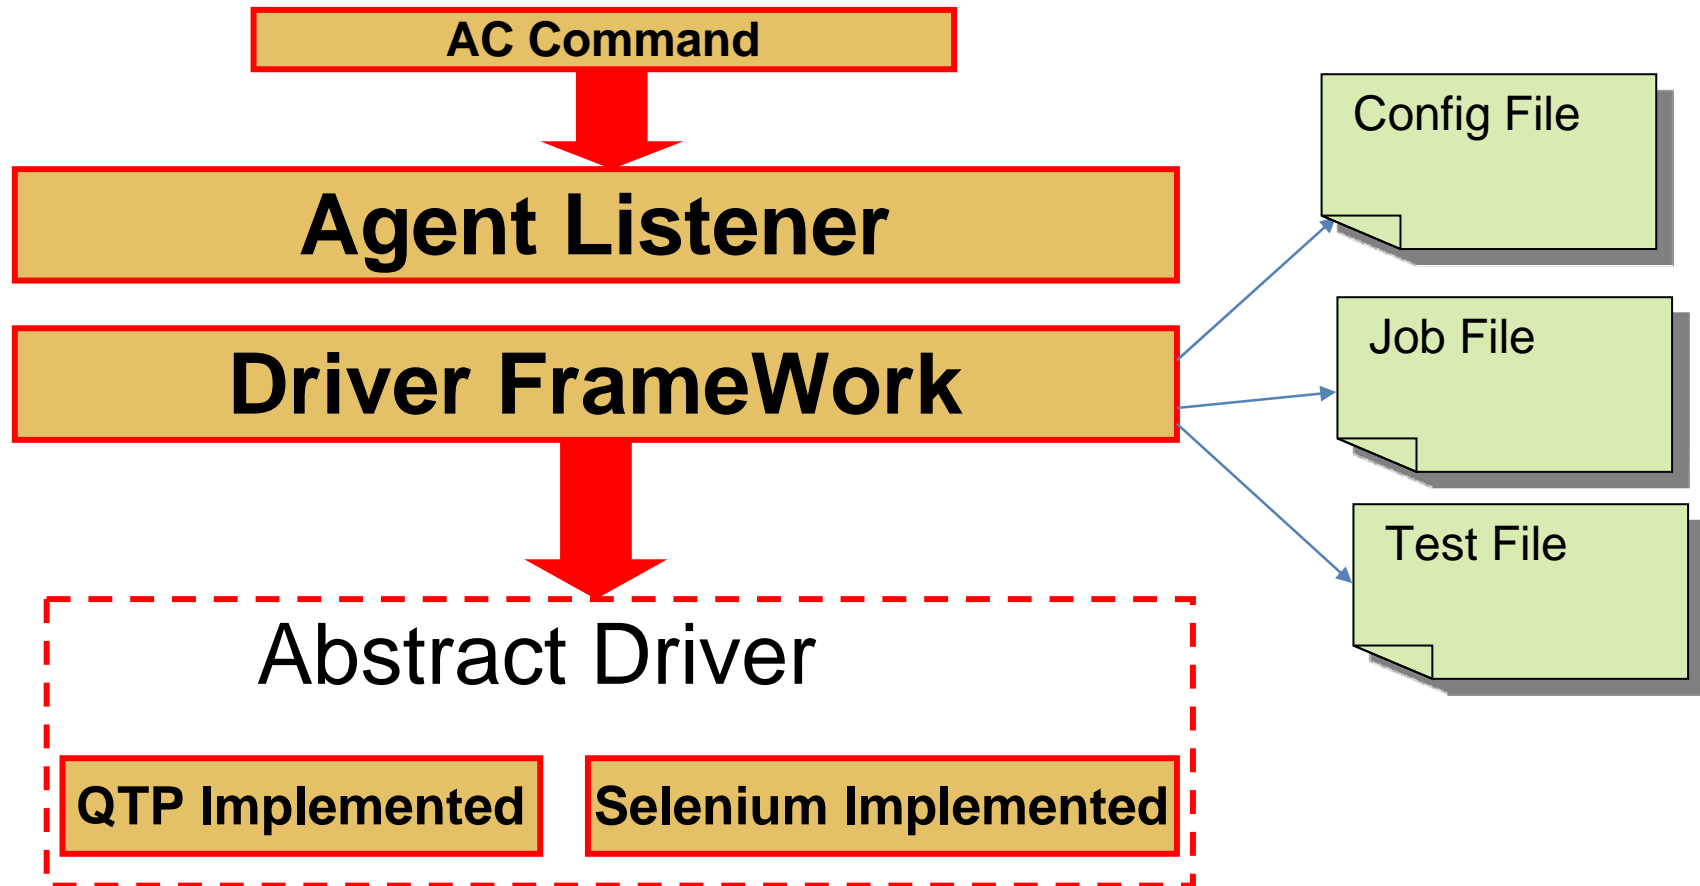 AC Command
Config File
Agent Listener
Job File
Driver FrameWork
Test File
Abstract Driver
QTP Implemented
Selenium Implemented